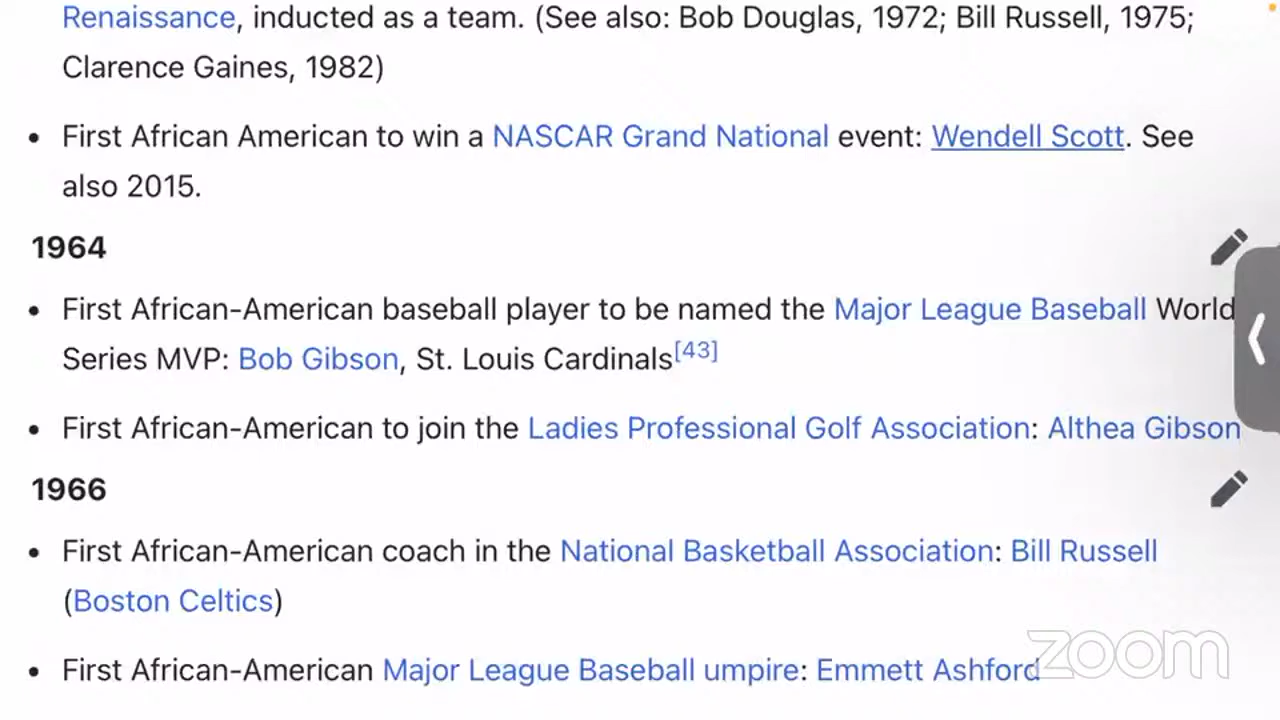 Renaissance, inducted as a team. (See also: Bob Douglas, 1972; Bill Russell, 1975;
Clarence Gaines, 1982)
• First African American to win a NASCAR Grand National event: Wendell Scott. See
also 2015.
1964
• First African-American baseball player to be named the Major League Baseball World
Series MVP: Bob Gibson, St. Louis Cardinals[43]
• First African-American to join the Ladies Professional Golf Association: Althea Gibson
1966
• First African-American coach in the National Basketball Association: Bill Russell
(Boston Celtics)
• First African-American Major League Baseball umpire: Emmett Ashford
zoom